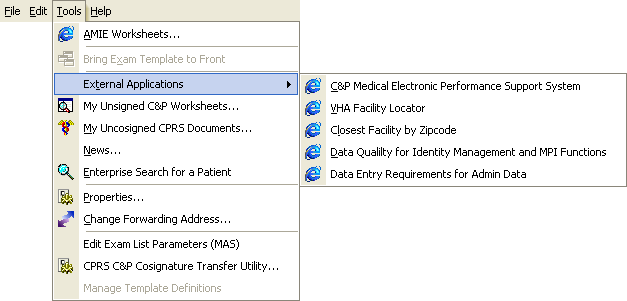 File Edit Tools Help
AMIE Worksheets...
Bring Exam Template to Front
External Applications
My Unsigned C&P Worksheets...
My Uncosigned CPRS Documents...
News...
Enterprise Search for a Patient
Properties...
Change Forwarding Address...
Edit Exam List Parameters (MAS)
CPRS C&P Cosignature Transfer Utility...
Manage Template Definitions
C&P Medical Electronic Performance Support System
VHA Facility Locator
Closest Facility by Zipcode
Data Qualilty for Identity Management and MPI Functions
Data Entry Requirements for Admin Data